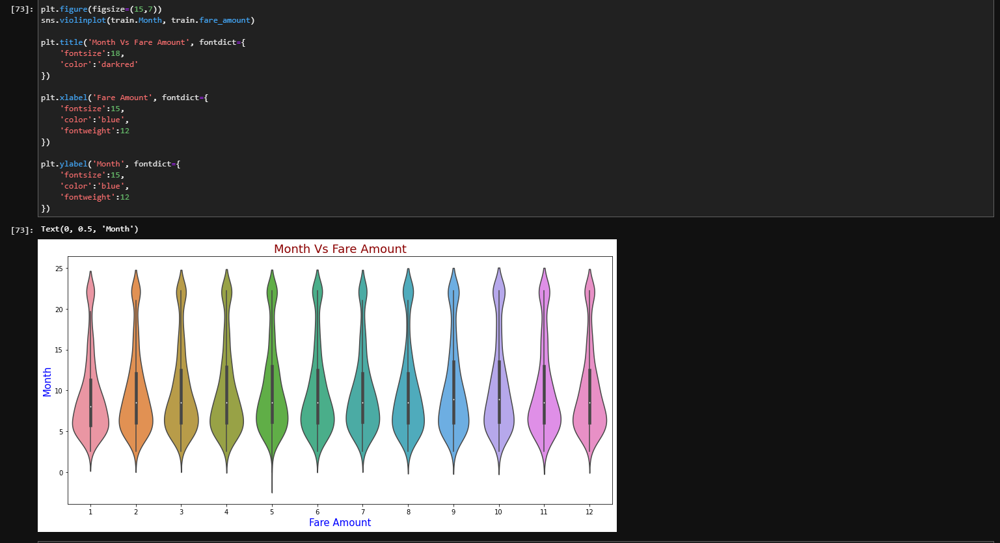 [73]: plt.figure(figsize=(15,7))
sns.violinplot(train.Month, train.fare_amount)
plt.title('Month Vs Fare Amount', fontdict={
'fontsize':18,
'color':'darkred'
})
plt.xlabel('Fare Amount', fontdict={
'fontsize':15,
'color':'blue',
'fontweight':12
})
plt.ylabel('Month', fontdict={
'fontsize':15,
'color':'blue',
'fontweight':12
})
[73]: Text(0, 0.5, 'Month')
Month Vs Fare Amount
Month
25
20
15
10
5
0
1 2 3 4 5 6 7 8 9 10 11 12
Fare Amount